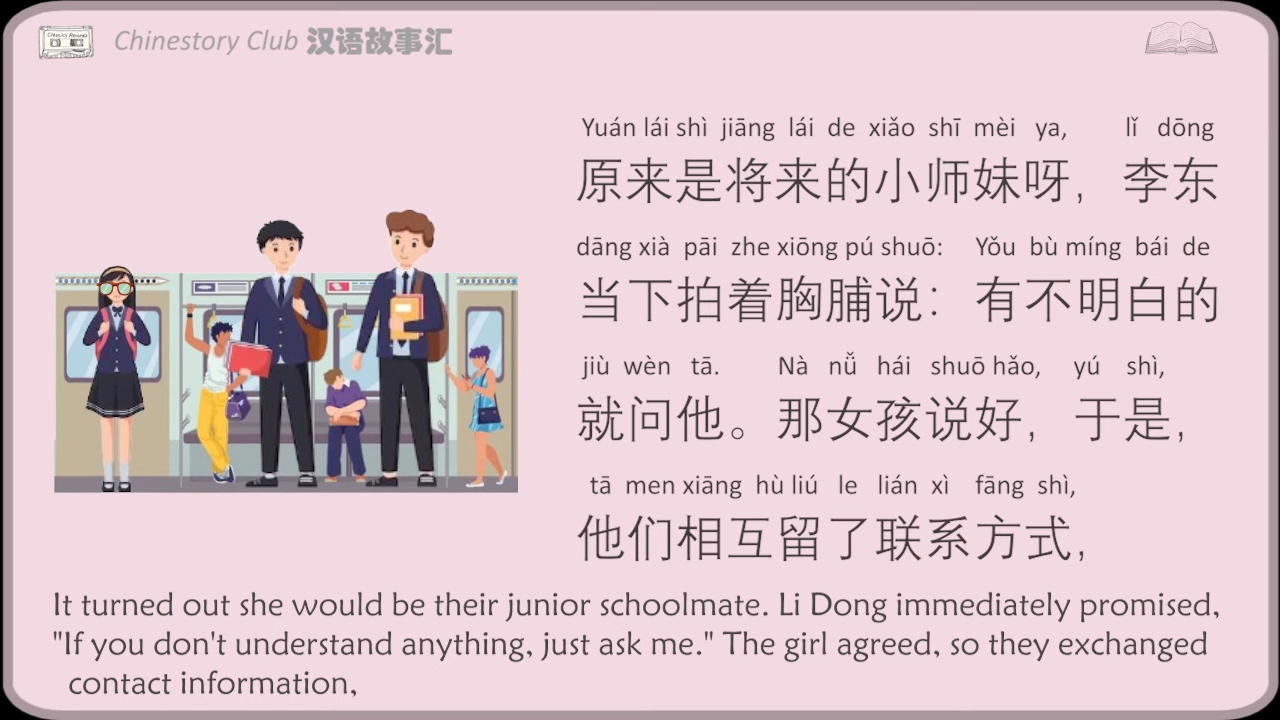 Classics Records
Chinestory Club 汉语故事汇
Yuán lái shì jiāng lái de xiǎo shī mèi ya, lǐ dōng
原来是将来的小师妹呀，李东
dāng xià pāi zhe xiōng pú shuō: Yǒu bù míng bái de
当下拍着胸脯说：有不明白的
jiù wèn tā. Nà nǚ hái shuō hǎo, yú shì,
就问他。那女孩说好，于是，
tā men xiāng hù liú le lián xì fāng shì,
他们相互留了联系方式，
It turned out she would be their junior schoolmate. Li Dong immediately promised,
"If you don't understand anything, just ask me." The girl agreed, so they exchanged
contact information,